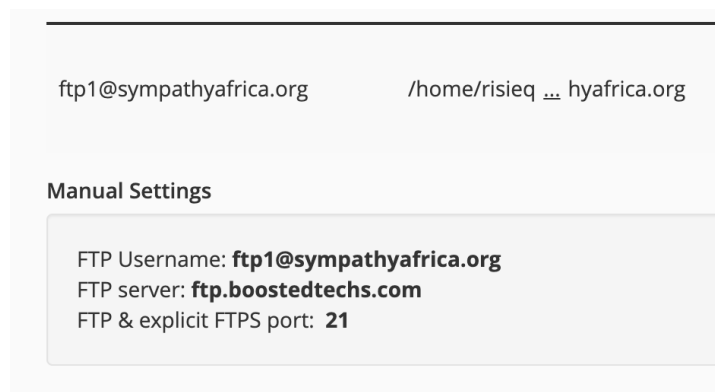 ftp1@sympathyafrica.org /home/risieq ... hyafrica.org
Manual Settings
FTP Username: ftp1@sympathyafrica.org
FTP server: ftp.boostedtechs.com
FTP & explicit FTPS port: 21